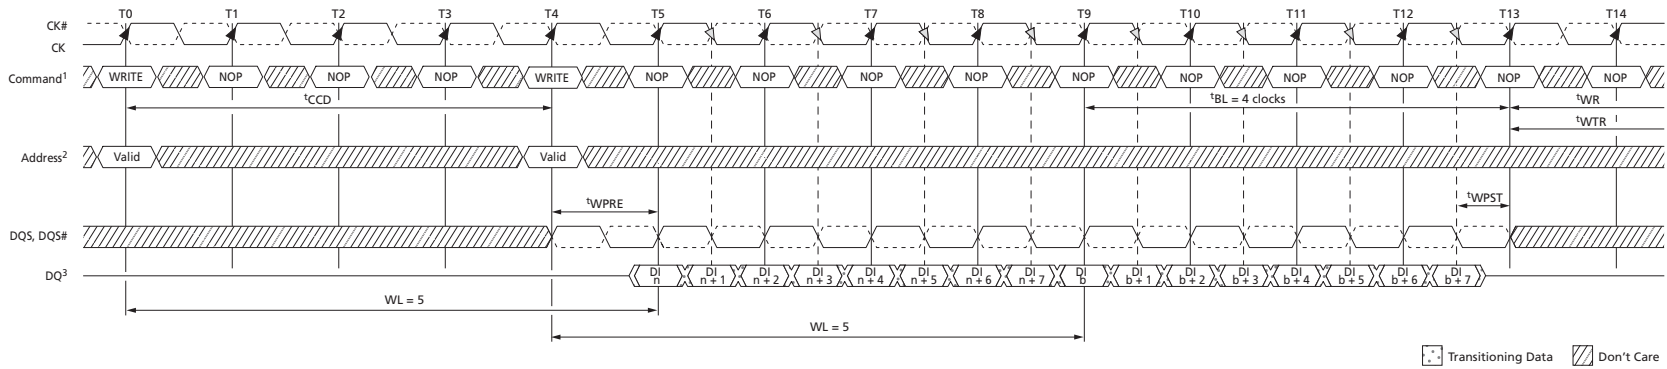 T0 T1 T2 T3 T4 T5 T6 T7 T8 T9 T10 T11 T12 T13 T14
CK#
CK
Command¹ WRITE NOP NOP NOP WRITE NOP NOP NOP NOP NOP NOP NOP NOP NOP NOP
tCCD tBL = 4 clocks tWR
tWTR
Address² Valid Valid
tWPRE tWPST
DQS, DQS#
DQ³ DI n DI n + 1 DI n + 2 DI n + 3 DI n + 4 DI n + 5 DI n + 6 DI n + 7 DI b DI b + 1 DI b + 2 DI b + 3 DI b + 4 DI b + 5 DI b + 6 DI b + 7
WL = 5
WL = 5
Transitioning Data Don't Care